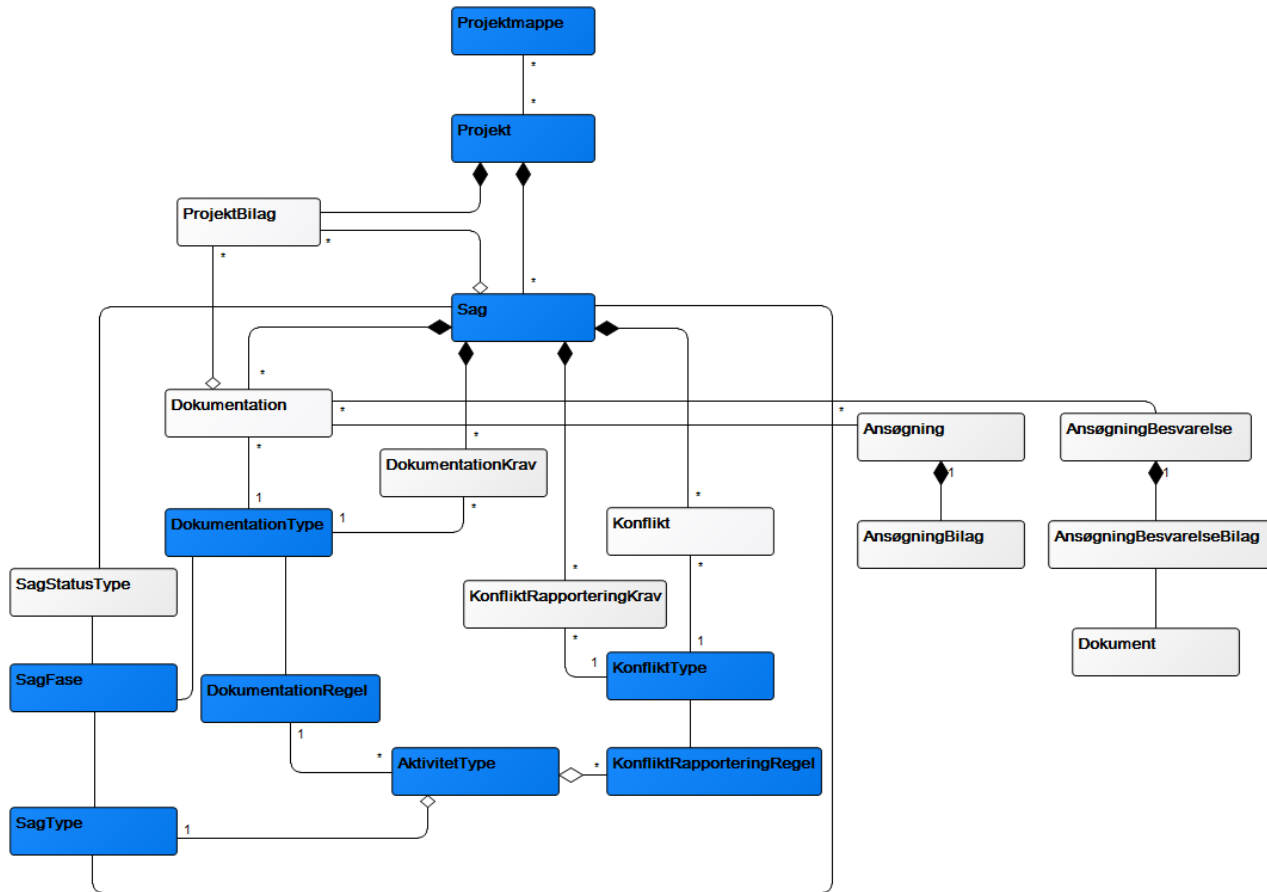 Projektmappe
*
*
Projekt
ProjektBilag
*
*
*
Sag
*
Dokumentation
*
*
*
Ansøgning
AnsøgningBesvarelse
*
*
DokumentationKrav
1
1
1
DokumentationType
1
*
*
Konflikt
AnsøgningBilag
AnsøgningBesvarelseBilag
SagStatusType
*
KonfliktRapporteringKrav
*
*
1
Dokument
SagFase
DokumentationRegel
1
KonfliktType
1
*
AktivitetType
*
KonfliktRapporteringRegel
SagType
1